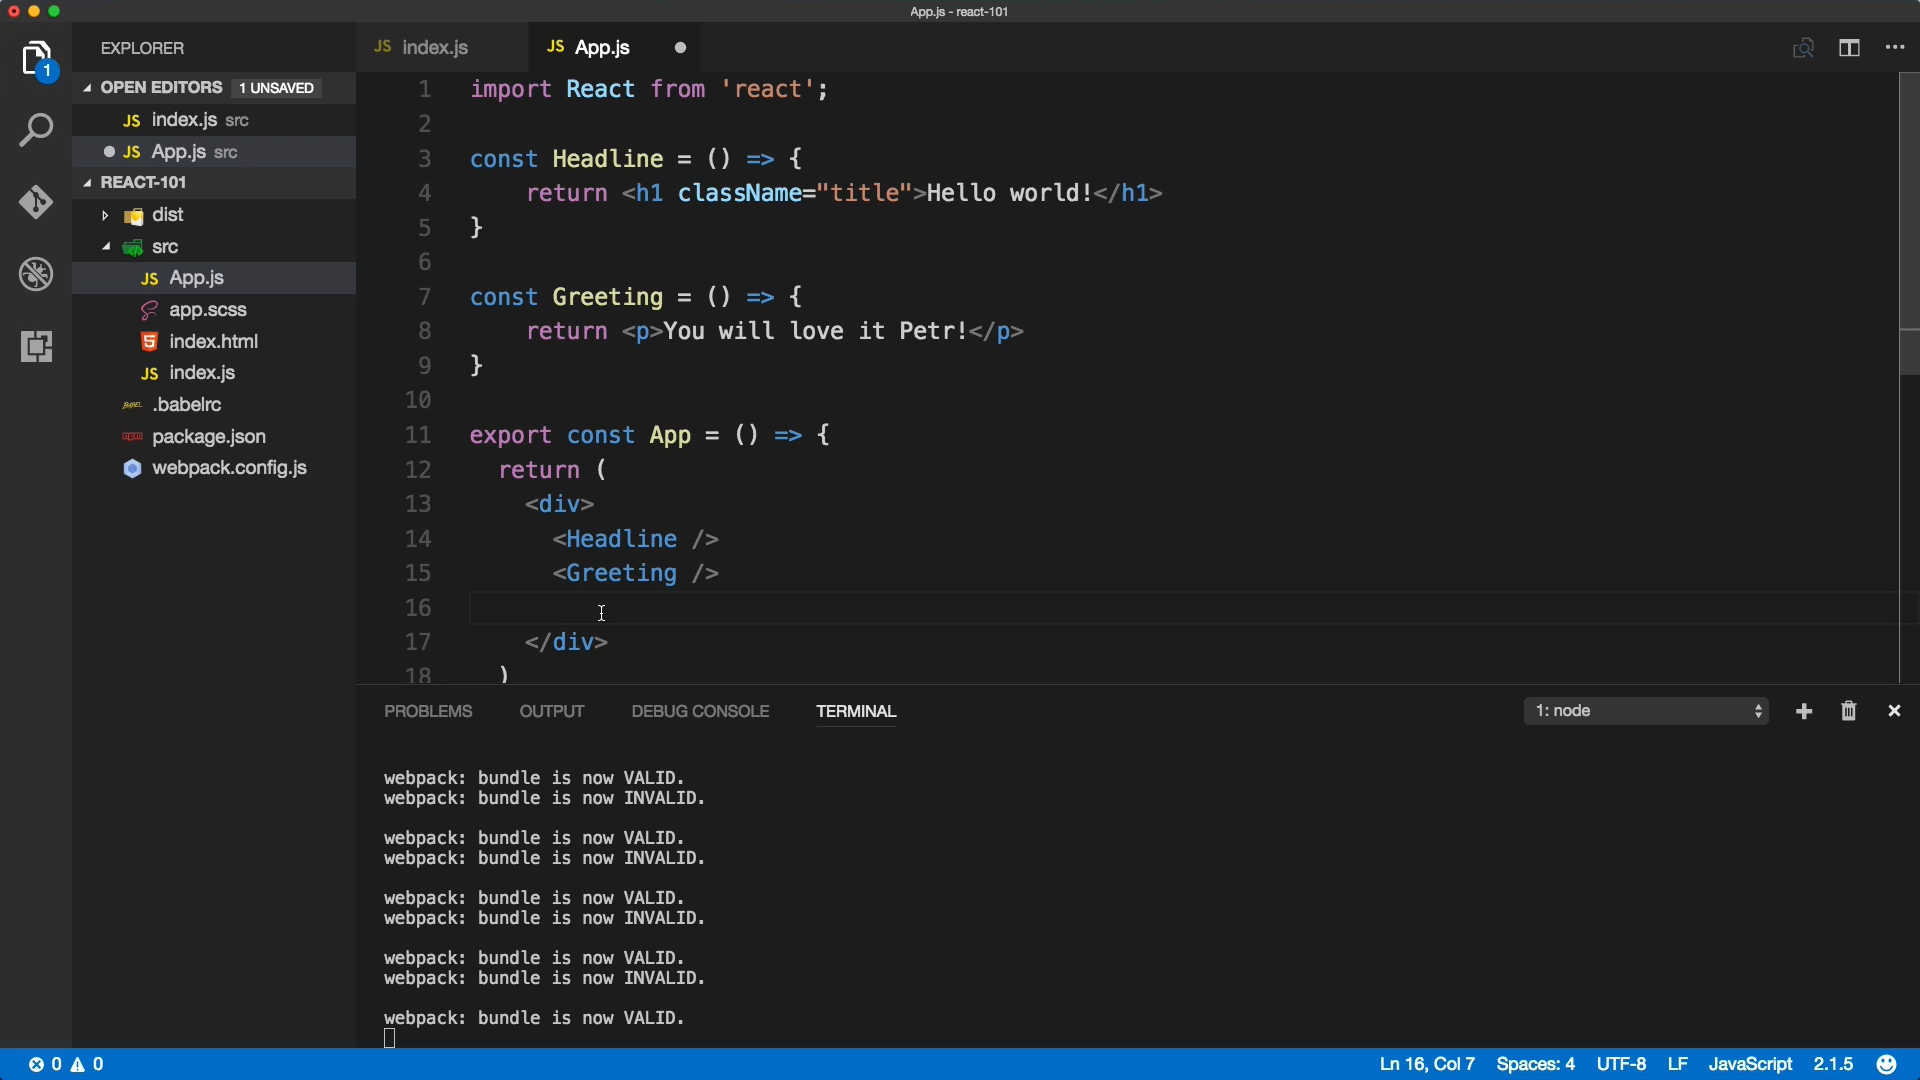 App.js - react-101
EXPLORER
1
OPEN EDITORS 1 UNSAVED
JS index.js src
JS App.js src
REACT-101
dist
src
JS App.js
app.scss
5 index.html
JS index.js
.babelrc
package.json
webpack.config.js
JS index.js
JS App.js
1 import React from 'react';
2
3 const Headline = () => {
4 return <h1 className="title">Hello world!</h1>
5 }
6
7 const Greeting = () => {
8 return <p>You will love it Petr!</p>
9 }
10
11 export const App = () => {
12 return (
13 <div>
14 <Headline />
15 <Greeting />
16
17 </div>
18 )
PROBLEMS OUTPUT DEBUG CONSOLE TERMINAL 1: node
webpack: bundle is now VALID.
webpack: bundle is now INVALID.
webpack: bundle is now VALID.
webpack: bundle is now INVALID.
webpack: bundle is now VALID.
webpack: bundle is now INVALID.
webpack: bundle is now VALID.
webpack: bundle is now INVALID.
webpack: bundle is now VALID.
0 0 Ln 16, Col 7 Spaces: 4 UTF-8 LF JavaScript 2.1.5